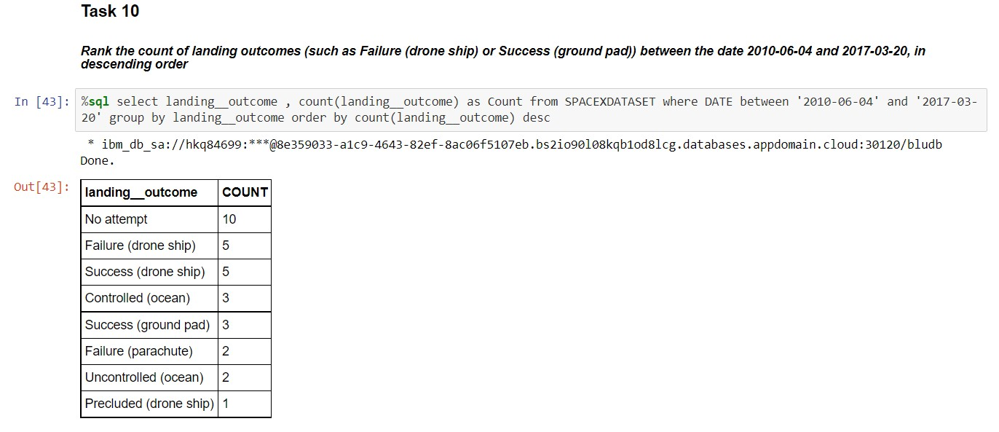 Task 10
Rank the count of landing outcomes (such as Failure (drone ship) or Success (ground pad)) between the date 2010-06-04 and 2017-03-20, in
descending order
In [43]: %sql select landing__outcome , count(landing__outcome) as Count from SPACEXDATASET where DATE between '2010-06-04' and '2017-03-
20' group by landing__outcome order by count(landing__outcome) desc
* ibm_db_sa://hkq84699:***@8e359033-a1c9-4643-82ef-8ac06f5107eb.bs2io90l08kqb1od8lcg.databases.appdomain.cloud:30120/bludb
Done.
Out[43]: landing__outcome COUNT
No attempt 10
Failure (drone ship) 5
Success (drone ship) 5
Controlled (ocean) 3
Success (ground pad) 3
Failure (parachute) 2
Uncontrolled (ocean) 2
Precluded (drone ship) 1